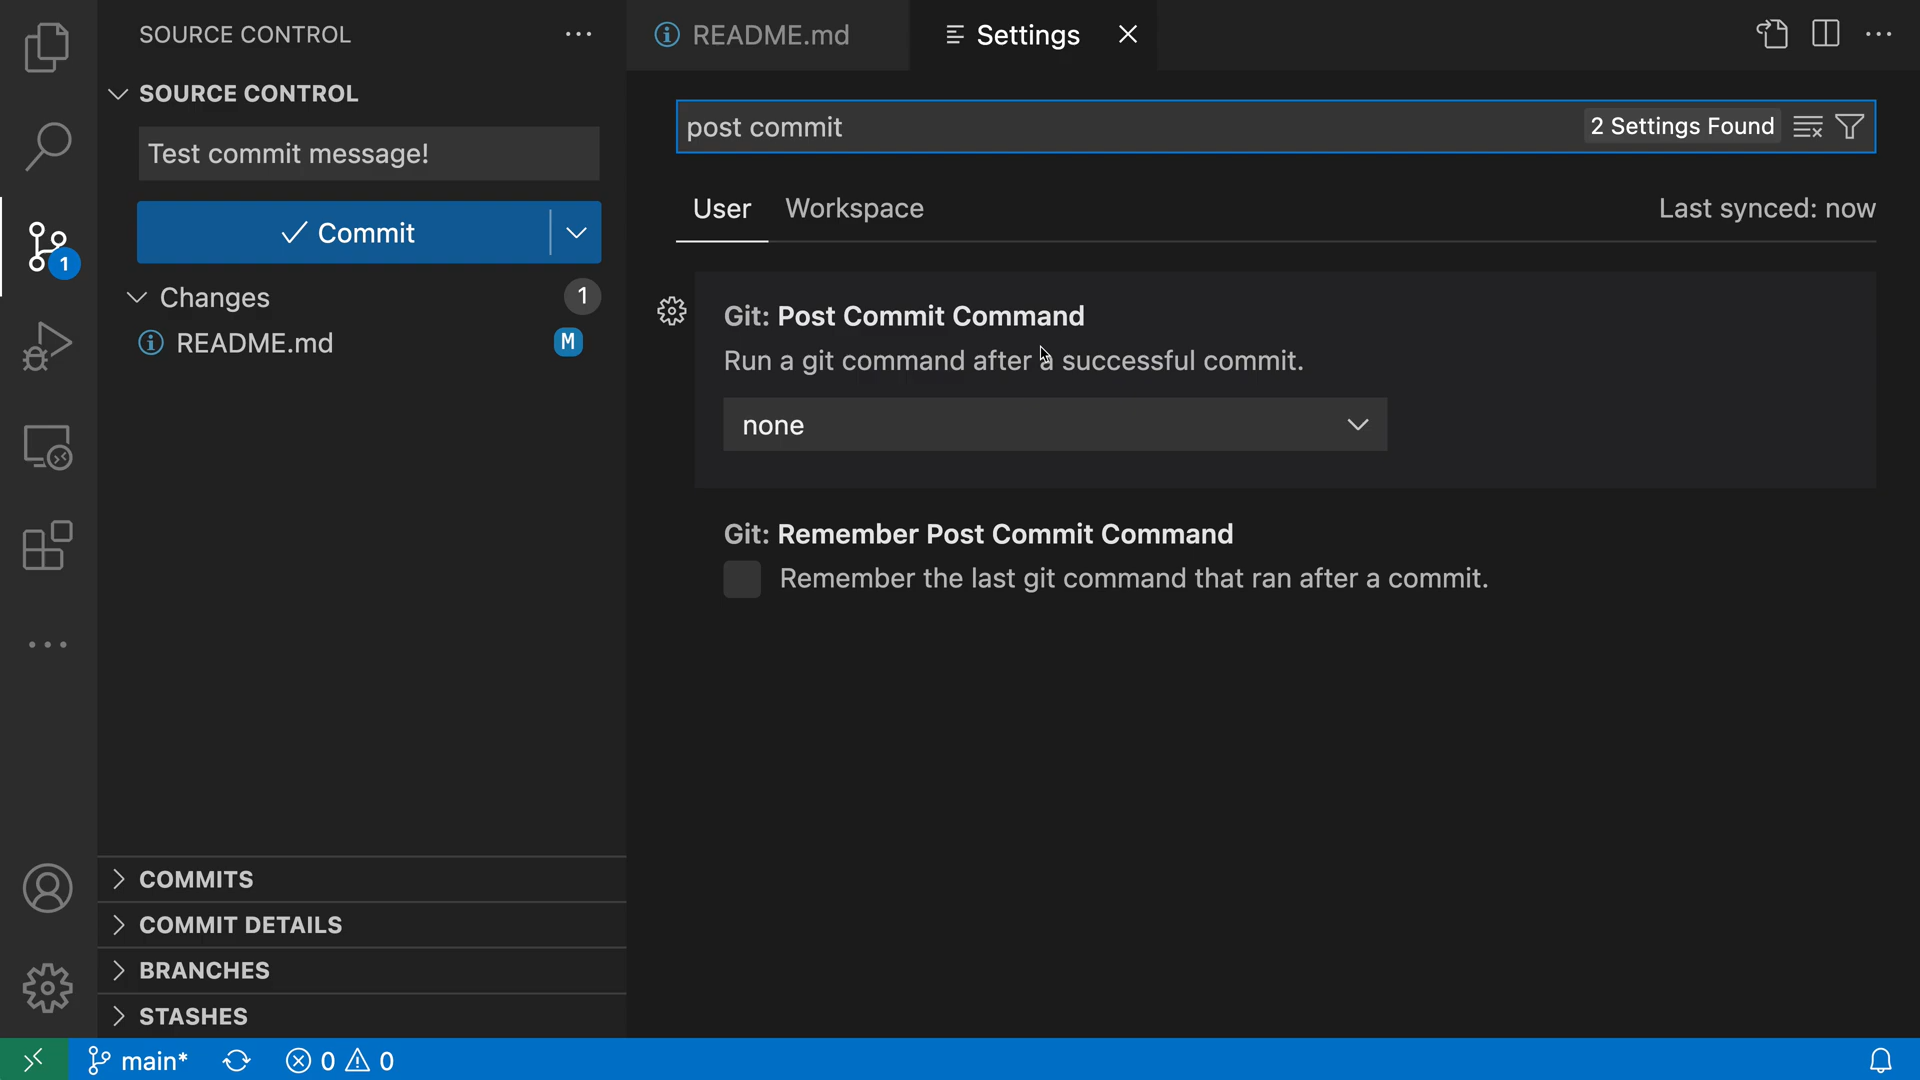 SOURCE CONTROL
SOURCE CONTROL
Test commit message!
Commit
Changes 1
README.md M
1
COMMITS
COMMIT DETAILS
BRANCHES
STASHES
README.md
Settings
post commit
2 Settings Found
User Workspace Last synced: now
Git: Post Commit Command
Run a git command after a successful commit.
none
Git: Remember Post Commit Command
Remember the last git command that ran after a commit.
main* 0 0